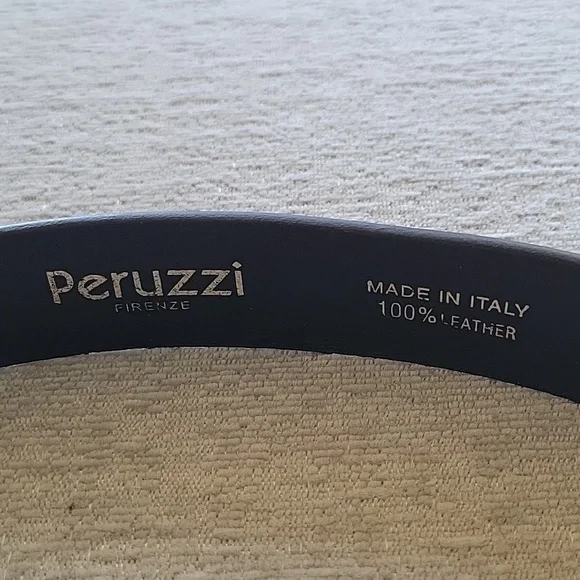 Peruzzi
FIRENZE
MADE IN ITALY
100% LEATHER